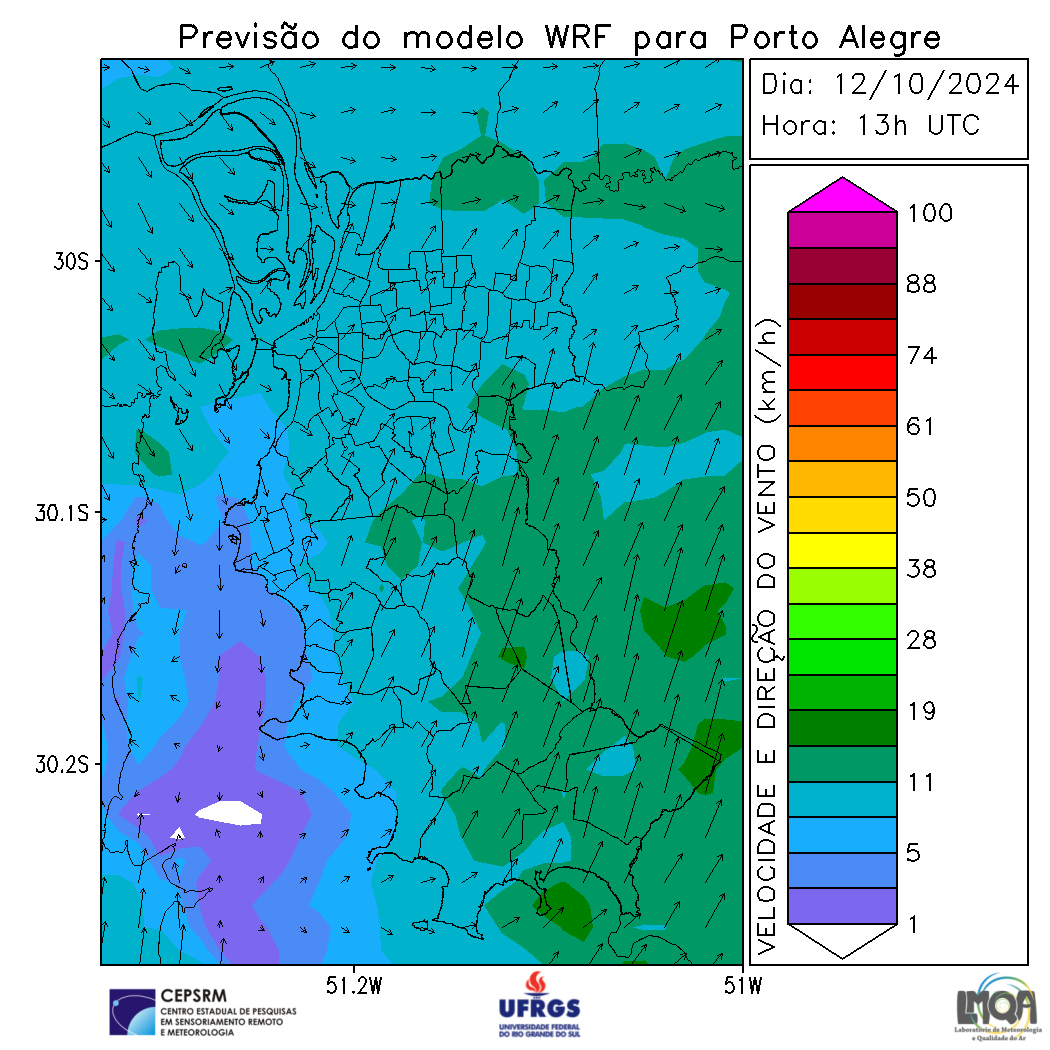 Previsão do modelo WRF para Porto Alegre
Dia: 12/10/2024
Hora: 13h UTC
30S
30.1S
30.2S
51.2W
51W
VELOCIDADE E DIREÇÃO DO VENTO (km/h)
100
88
74
61
50
38
28
19
11
5
1
CEPSRM
CENTRO ESTADUAL DE PESQUISAS
EM SENSORIAMENTO REMOTO
E METEOROLOGIA
UFRGS
UNIVERSIDADE FEDERAL
DO RIO GRANDE DO SUL
LMQA
Laboratório de Meteorologia
e Qualidade do Ar